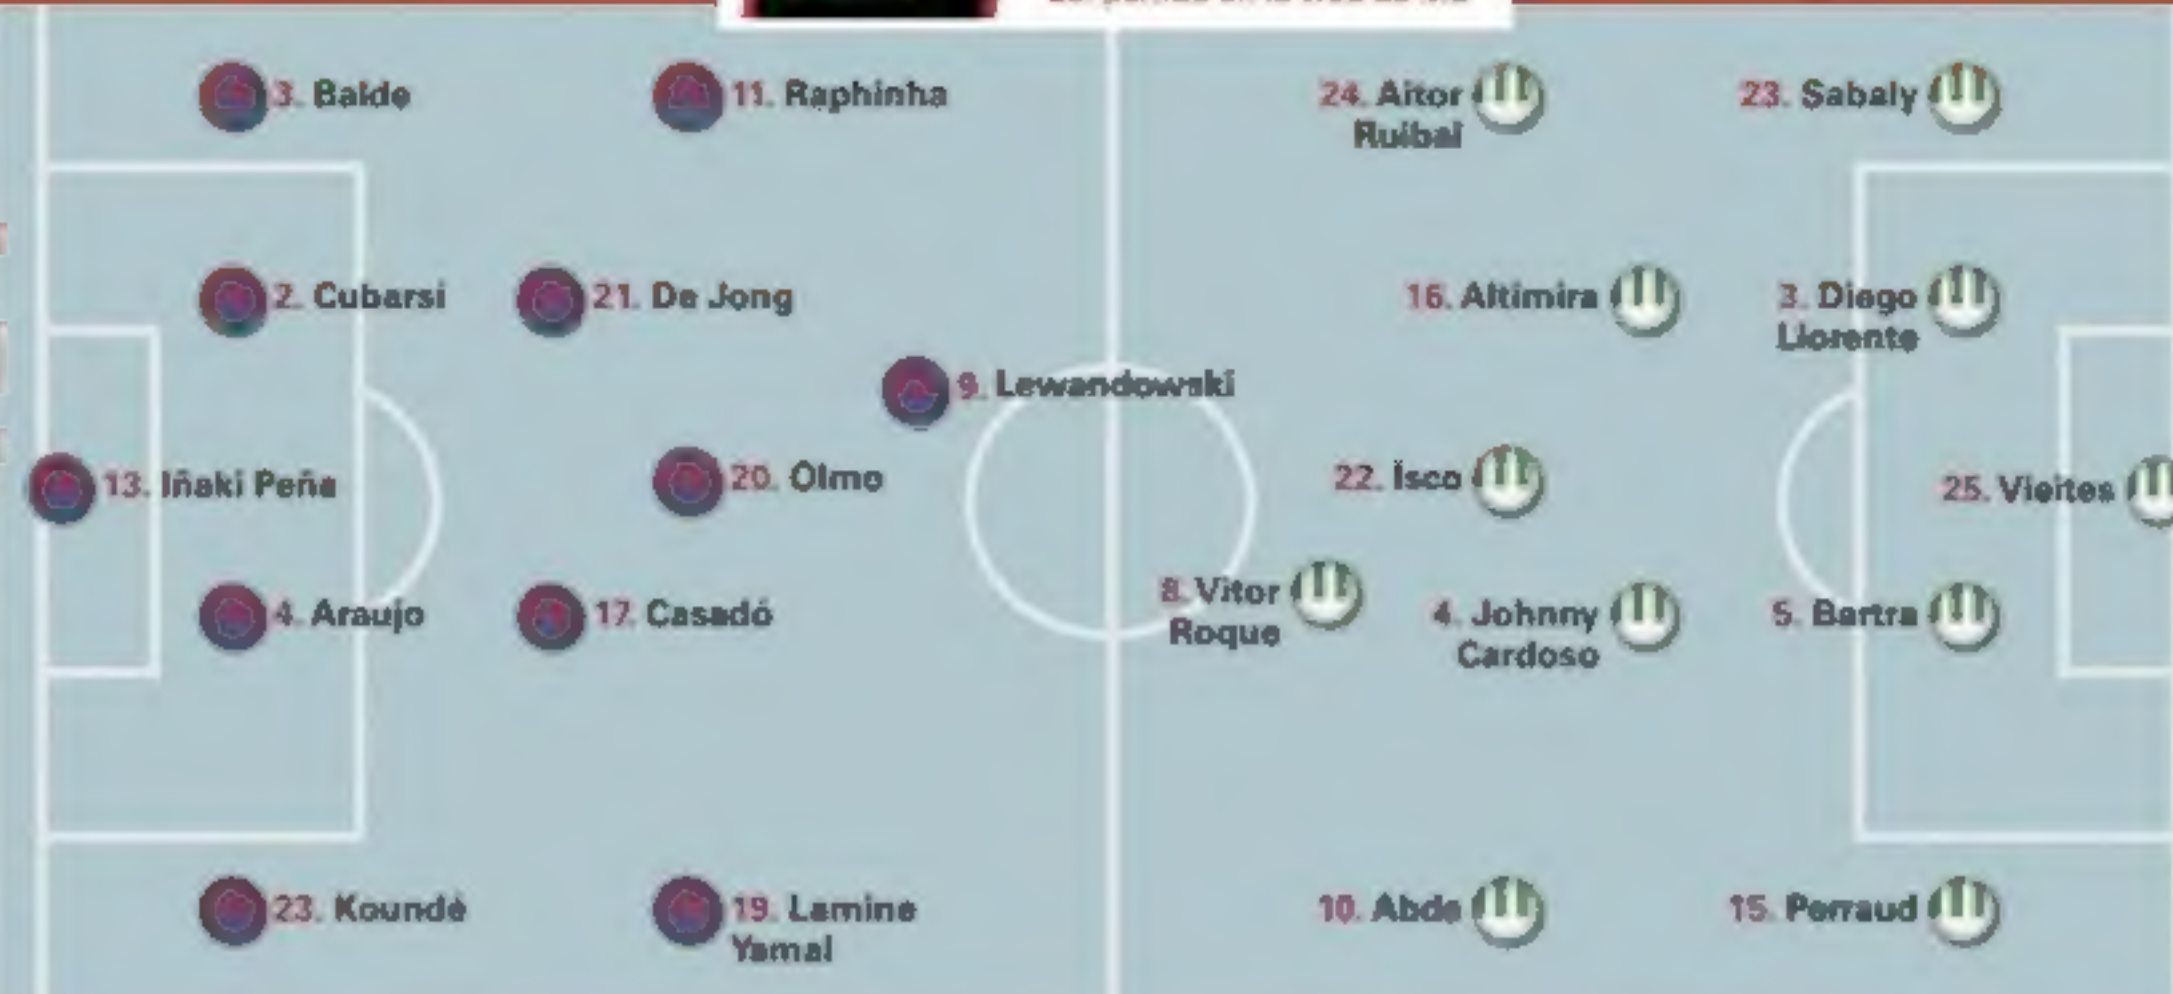 3. Balde
11. Raphinha
24. Aitor
Ruibal
23. Sabaly
2. Cubarsí
21. De Jong
16. Altimira
3. Diego
Llorente
9. Lewandowski
13. Iñaki Peña
20. Olmo
22. Isco
25. Vieites
8. Vitor
Roque
4. Araujo
17. Casadó
4. Johnny
Cardoso
5. Bartra
23. Koundé
19. Lamine
Yamal
10. Abde
15. Perraud